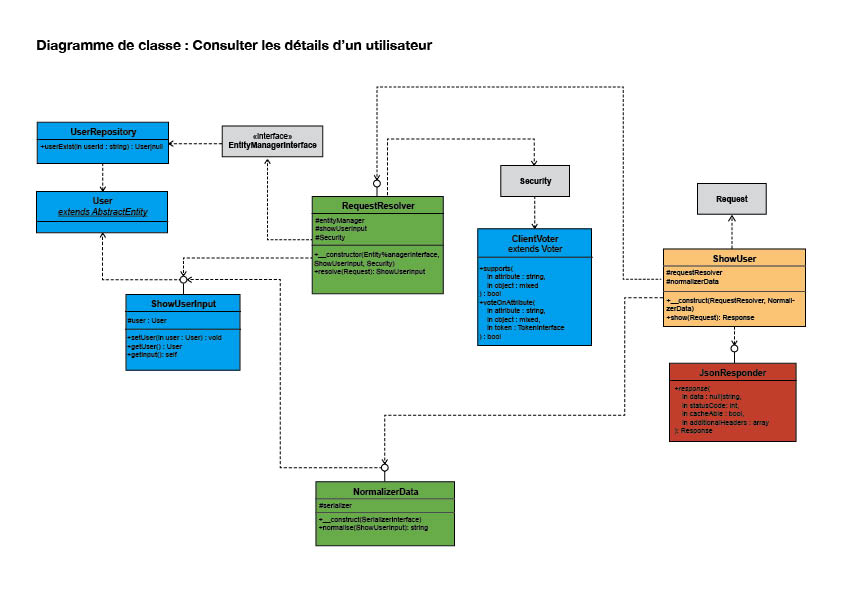 Diagramme de classe : Consulter les détails d'un utilisateur
UserRepository
+userExist(in userId : string) : User|null
«Interface»
EntityManagerInterface
User
extends AbstractEntity
RequestResolver
#entityManager
#showUserInput
#Security
+__constructor(Entity%anagerInterface,
ShowUserInput, Security)
+resolve(Request): ShowUserInput
Security
ClientVoter
extends Voter
+supports(
in attribute : string,
in object : mixed
) : bool
+voteOnAttribute(
in attribute : string,
in object : mixed,
in token : TokenInterface
) : bool
Request
ShowUser
#requestResolver
#normalizerData
+__construct(RequestResolver, Normali-
zerData)
+show(Request): Response
ShowUserInput
#user : User
+setUser(in user : User) : void
+getUser() : User
+getInput(): self
JsonResponder
+response(
in data : null|string,
in statusCode: int,
in cacheAble : bool,
in additionalHeaders : array
): Response
NormalizerData
#serializer
+__construct(SerializerInterface)
+normalise(ShowUserInput): string